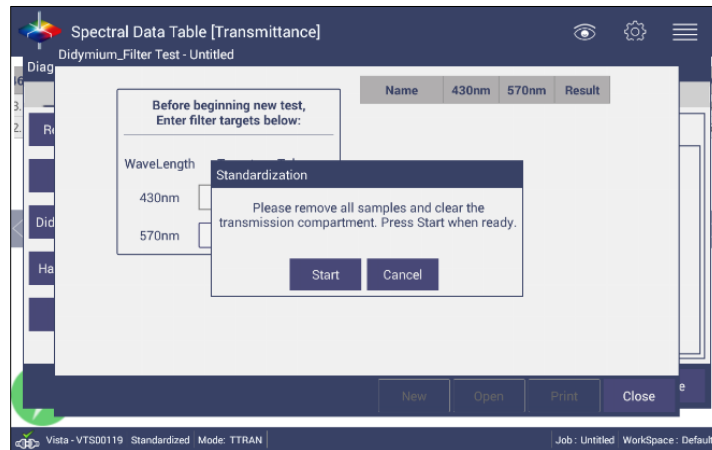 Spectral Data Table [Transmittance]
Didymium_Filter Test - Untitled
Diag
Name 430nm 570nm Result
Before beginning new test,
Enter filter targets below:
WaveLength
430nm
570nm
Standardization
Please remove all samples and clear the
transmission compartment. Press Start when ready.
Start Cancel
Did
Ha
New Open Print Close
Vista - VTS00119 Standardized Mode: TTRAN Job : Untitled WorkSpace : Default